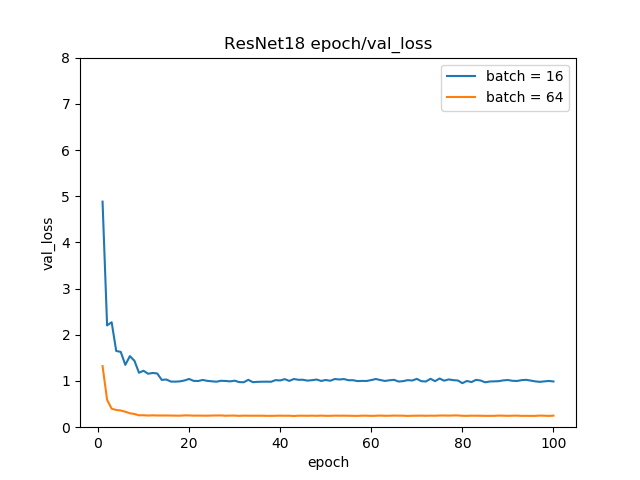 ResNet18 epoch/val_loss
batch = 16
batch = 64
8
7
6
5
4
3
2
1
0
val_loss
0 20 40 60 80 100
epoch